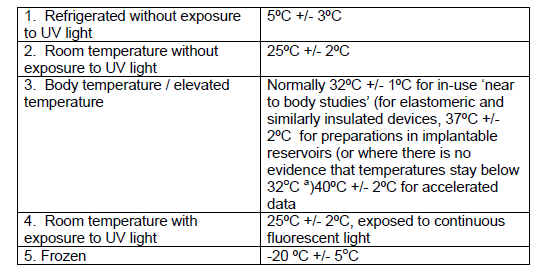 1. Refrigerated without exposure
to UV light
5ºC +/- 3ºC
2. Room temperature without
exposure to UV light
25ºC +/- 2ºC
3. Body temperature / elevated
temperature
Normally 32ºC +/- 1ºC for in-use ‘near
to body studies’ (for elastomeric and
similarly insulated devices, 37ºC +/-
2ºC for preparations in implantable
reservoirs (or where there is no
evidence that temperatures stay below
32°C ª)40ºC +/- 2ºC for accelerated
data
4. Room temperature with
exposure to UV light
25ºC +/- 2ºC, exposed to continuous
fluorescent light
5. Frozen
-20 ºC +/- 5°C